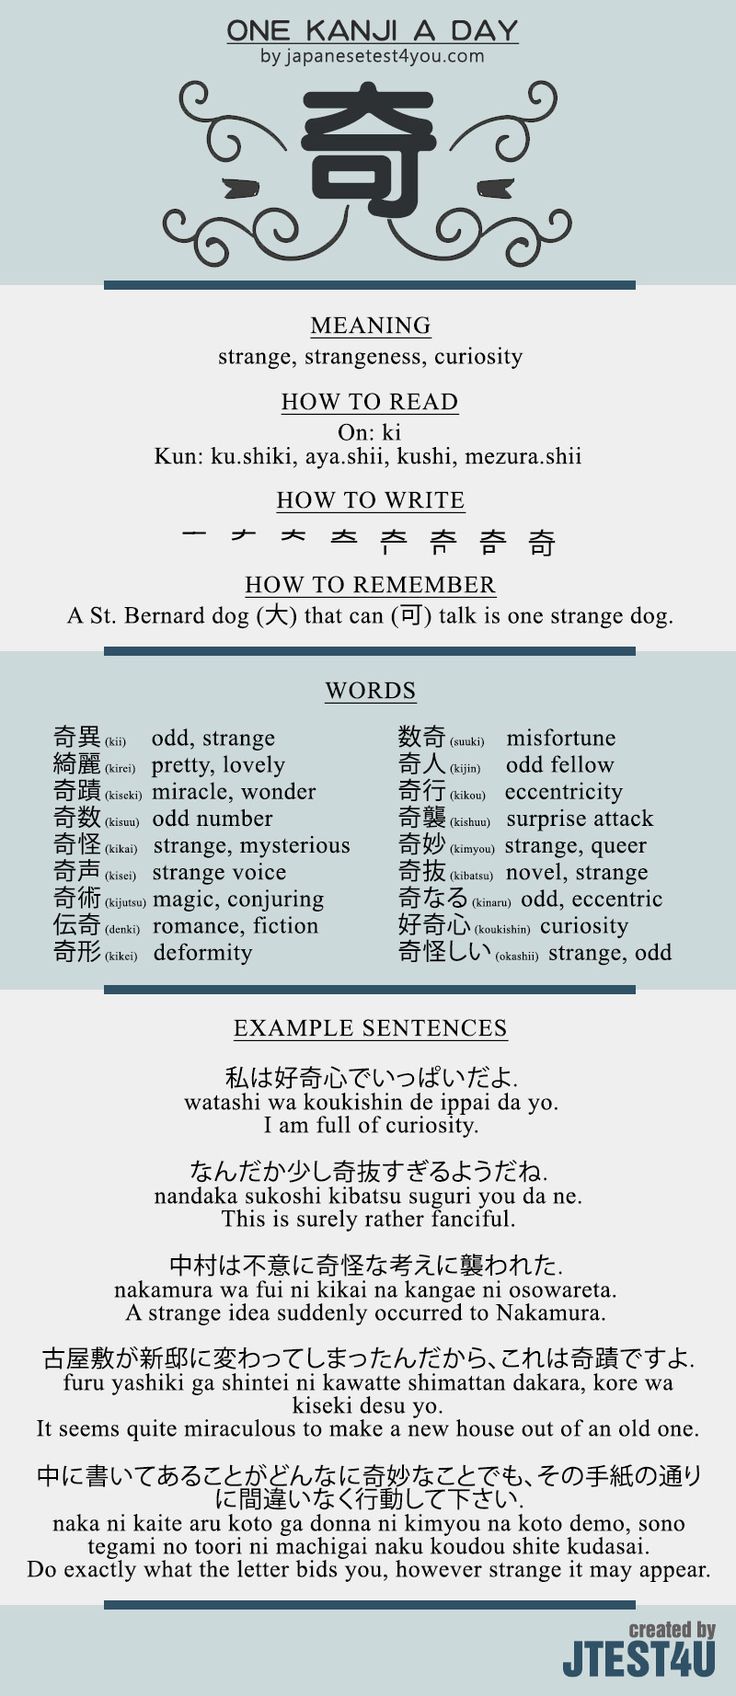 ONE KANJI A DAY
by japanesetest4you.com
奇
MEANING
strange, strangeness, curiosity
HOW TO READ
On: ki
Kun: ku.shiki, aya.shii, kushi, mezura.shii
HOW TO WRITE
奇
HOW TO REMEMBER
A St. Bernard dog (大) that can (可) talk is one strange dog.
WORDS
奇異 (kii) odd, strange
綺麗 (kirei) pretty, lovely
奇蹟 (kiseki) miracle, wonder
奇数 (kisuu) odd number
奇怪 (kikai) strange, mysterious
奇声 (kisei) strange voice
奇術 (kijutsu) magic, conjuring
伝奇 (denki) romance, fiction
奇形 (kikei) deformity
数奇 (suuki) misfortune
奇人 (kijin) odd fellow
奇行 (kikou) eccentricity
奇襲 (kishuu) surprise attack
奇妙 (kimyou) strange, queer
奇抜 (kibatsu) novel, strange
奇なる (kinaru) odd, eccentric
好奇心 (koukishin) curiosity
奇怪しい (okashii) strange, odd
EXAMPLE SENTENCES
私は好奇心でいっぱいだよ.
watashi wa koukishin de ippai da yo.
I am full of curiosity.
なんだか少し奇抜すぎるようだね.
nandaka sukoshi kibatsu suguri you da ne.
This is surely rather fanciful.
中村は不意に奇怪な考えに襲われた.
nakamura wa fui ni kikai na kangae ni osowareta.
A strange idea suddenly occurred to Nakamura.
古屋敷が新邸に変わってしまったんだから、これは奇蹟ですよ.
furu yashiki ga shintei ni kawatte shimattan dakara, kore wa
kiseki desu yo.
It seems quite miraculous to make a new house out of an old one.
中に書いてあることがどんなに奇妙なことでも、その手紙の通り
に間違いなく行動して下さい.
naka ni kaite aru koto ga donna ni kimyou na koto demo, sono
tegami no toori ni machigai naku koudou shite kudasai.
Do exactly what the letter bids you, however strange it may appear.
created by
JTEST4U